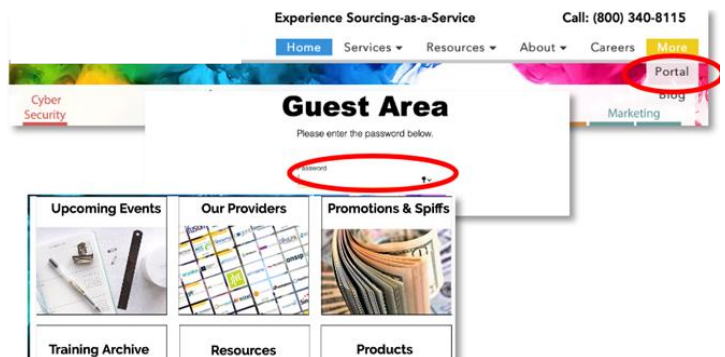 Experience Sourcing-as-a-Service Call: (800) 340-8115
Home Services ▾ Resources ▾ About ▾ Careers More
Portal
Blog
Cyber
Security
Marketing
Guest Area
Please enter the password below.
Password
Upcoming Events Our Providers Promotions & Spiffs
onsip
Training Archive Resources Products